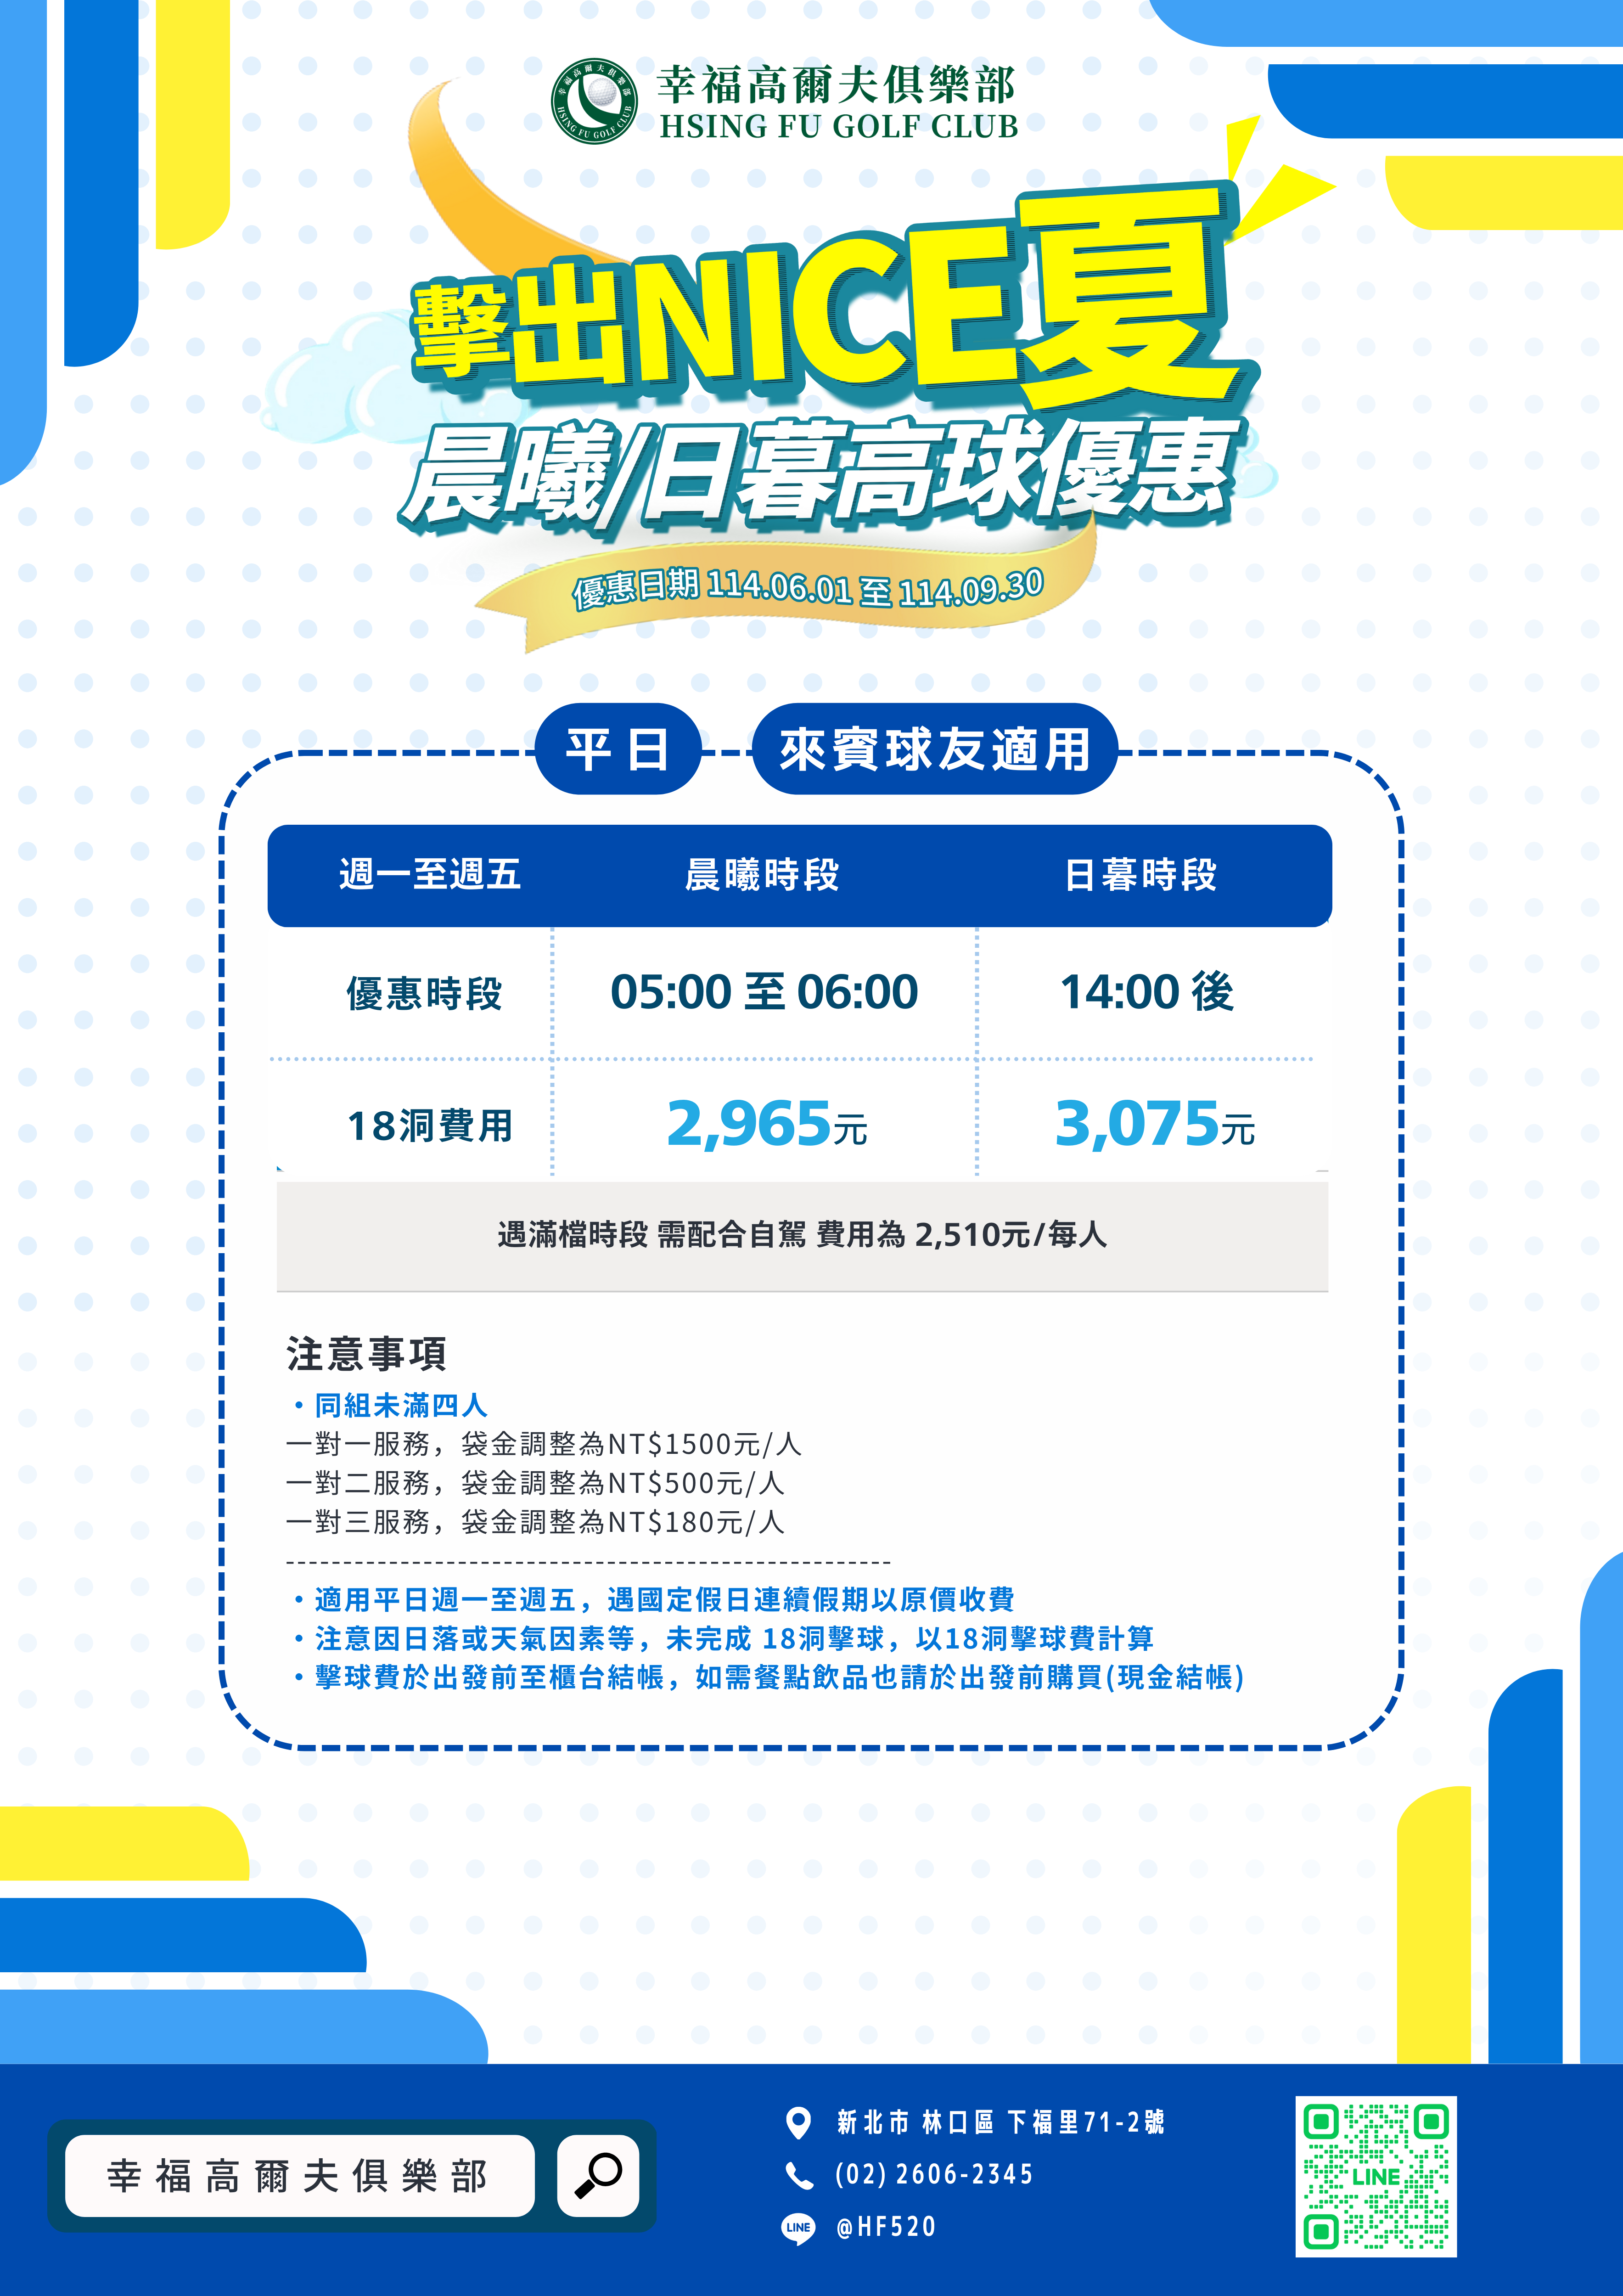 幸福高爾夫俱樂部
HSING FU GOLF CLUB
幸福高爾夫俱樂部
HSING FU GOLF CLUB
擊出NICE夏
晨曦/日暮高球優惠
優惠日期 114.06.01 至 114.09.30
平日 來賓球友適用
週一至週五 晨曦時段 日暮時段
優惠時段 05:00 至 06:00 14:00 後
18洞費用 2,965元 3,075元
遇滿檔時段 需配合自駕 費用為 2,510元/每人
注意事項
・同組未滿四人
一對一服務，袋金調整為NT$1500元/人
一對二服務，袋金調整為NT$500元/人
一對三服務，袋金調整為NT$180元/人
-----------------------------------------------------
・適用平日週一至週五，遇國定假日連續假期以原價收費
・注意因日落或天氣因素等，未完成 18洞擊球，以18洞擊球費計算
・擊球費於出發前至櫃台結帳，如需餐點飲品也請於出發前購買(現金結帳)
幸福高爾夫俱樂部
新北市 林口區 下福里71-2號
(02) 2606-2345
LINE @HF520
LINE